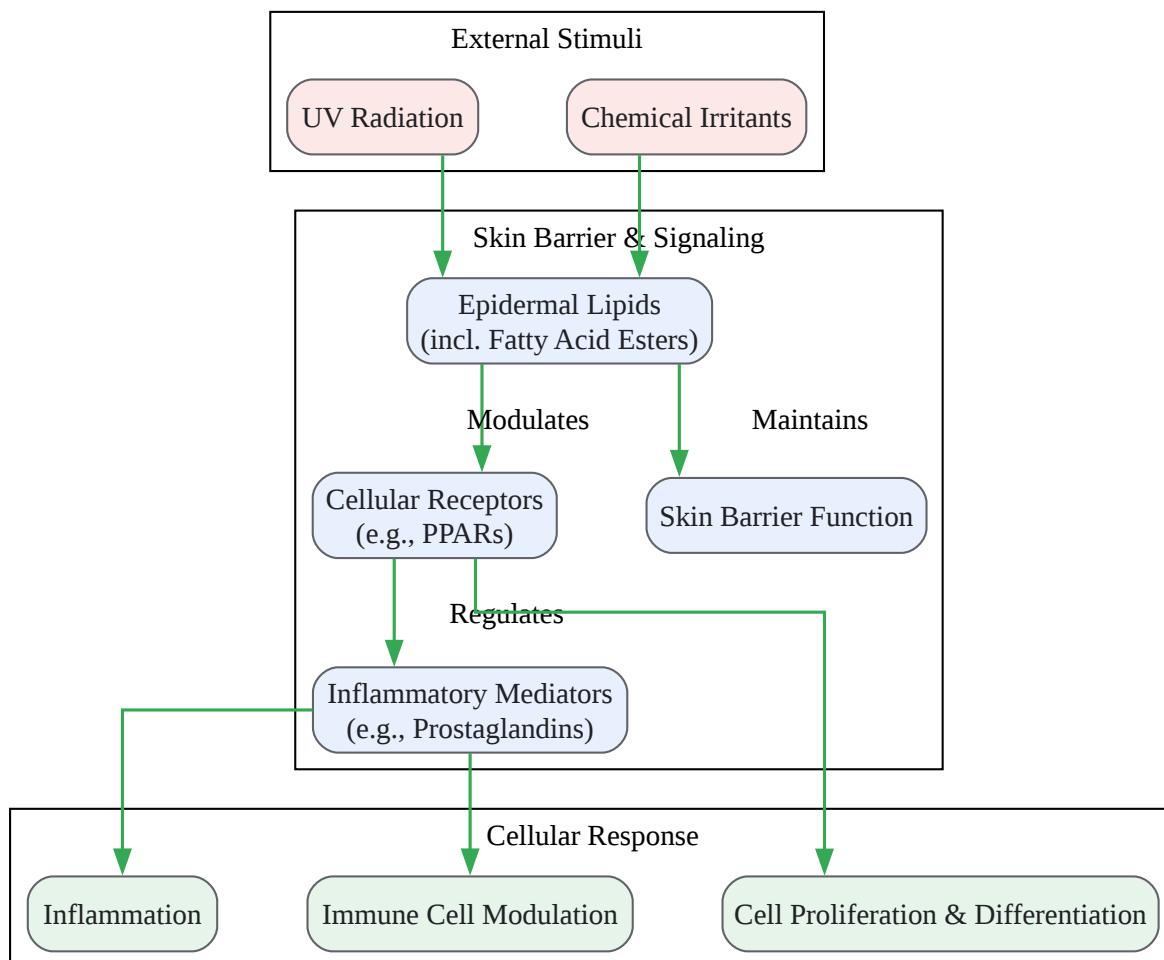 External Stimuli
UV Radiation
Chemical Irritants
Skin Barrier & Signaling
Epidermal Lipids
(incl. Fatty Acid Esters)
Modulates
Maintains
Cellular Receptors
(e.g., PPARs)
Skin Barrier Function
Regulates
Inflammatory Mediators
(e.g., Prostaglandins)
Cellular Response
Inflammation
Immune Cell Modulation
Cell Proliferation & Differentiation